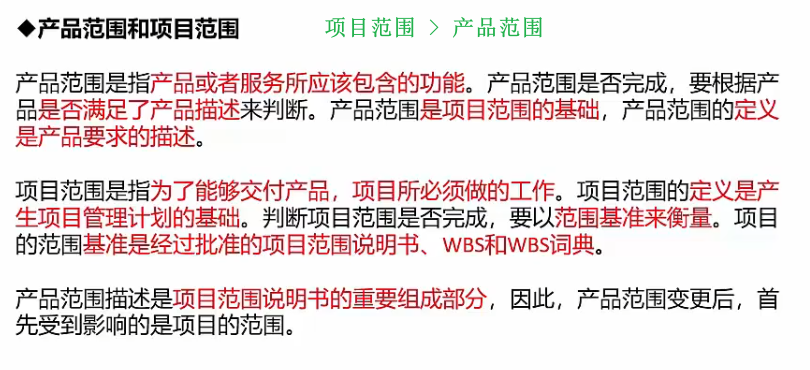 ◆产品范围和项目范围 项目范围 > 产品范围
产品范围是指产品或者服务所应该包含的功能。产品范围是否完成，要根据产
品是否满足了产品描述来判断。产品范围是项目范围的基础，产品范围的定义
是产品要求的描述。
项目范围是指为了能够交付产品，项目所必须做的工作。项目范围的定义是产
生项目管理计划的基础。判断项目范围是否完成，要以范围基准来衡量。项目
的范围基准是经过批准的项目范围说明书、WBS和WBS词典。
产品范围描述是项目范围说明书的重要组成部分，因此，产品范围变更后，首
先受到影响的是项目的范围。